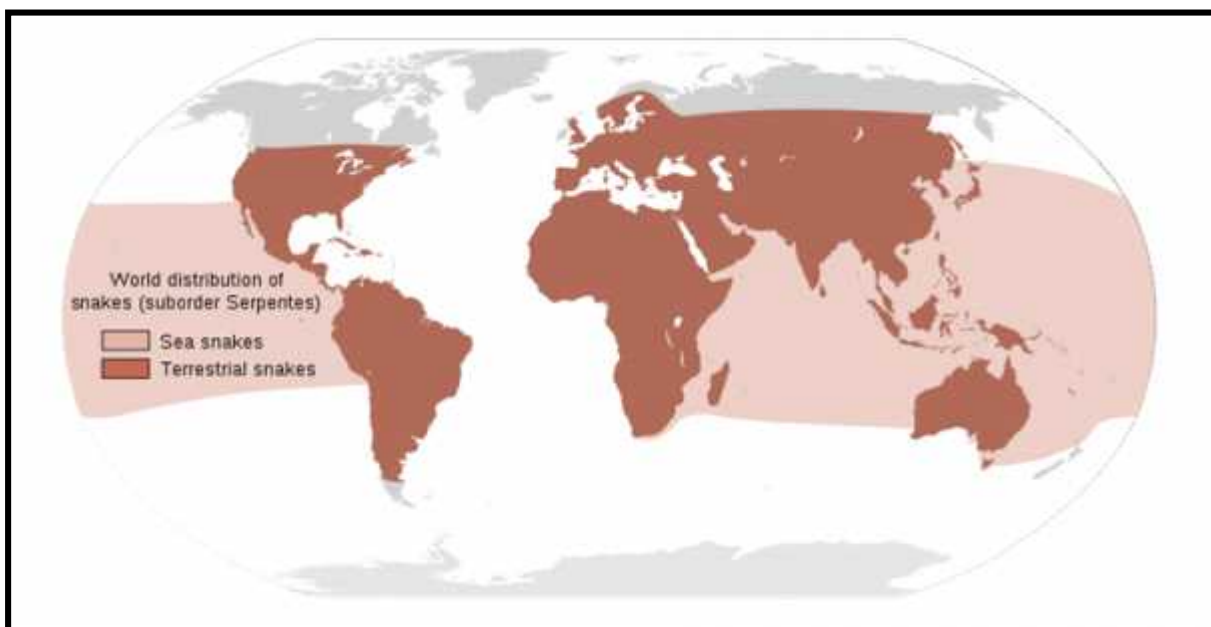 World distribution of
snakes (suborder Serpentes)
Sea snakes
Terrestrial snakes